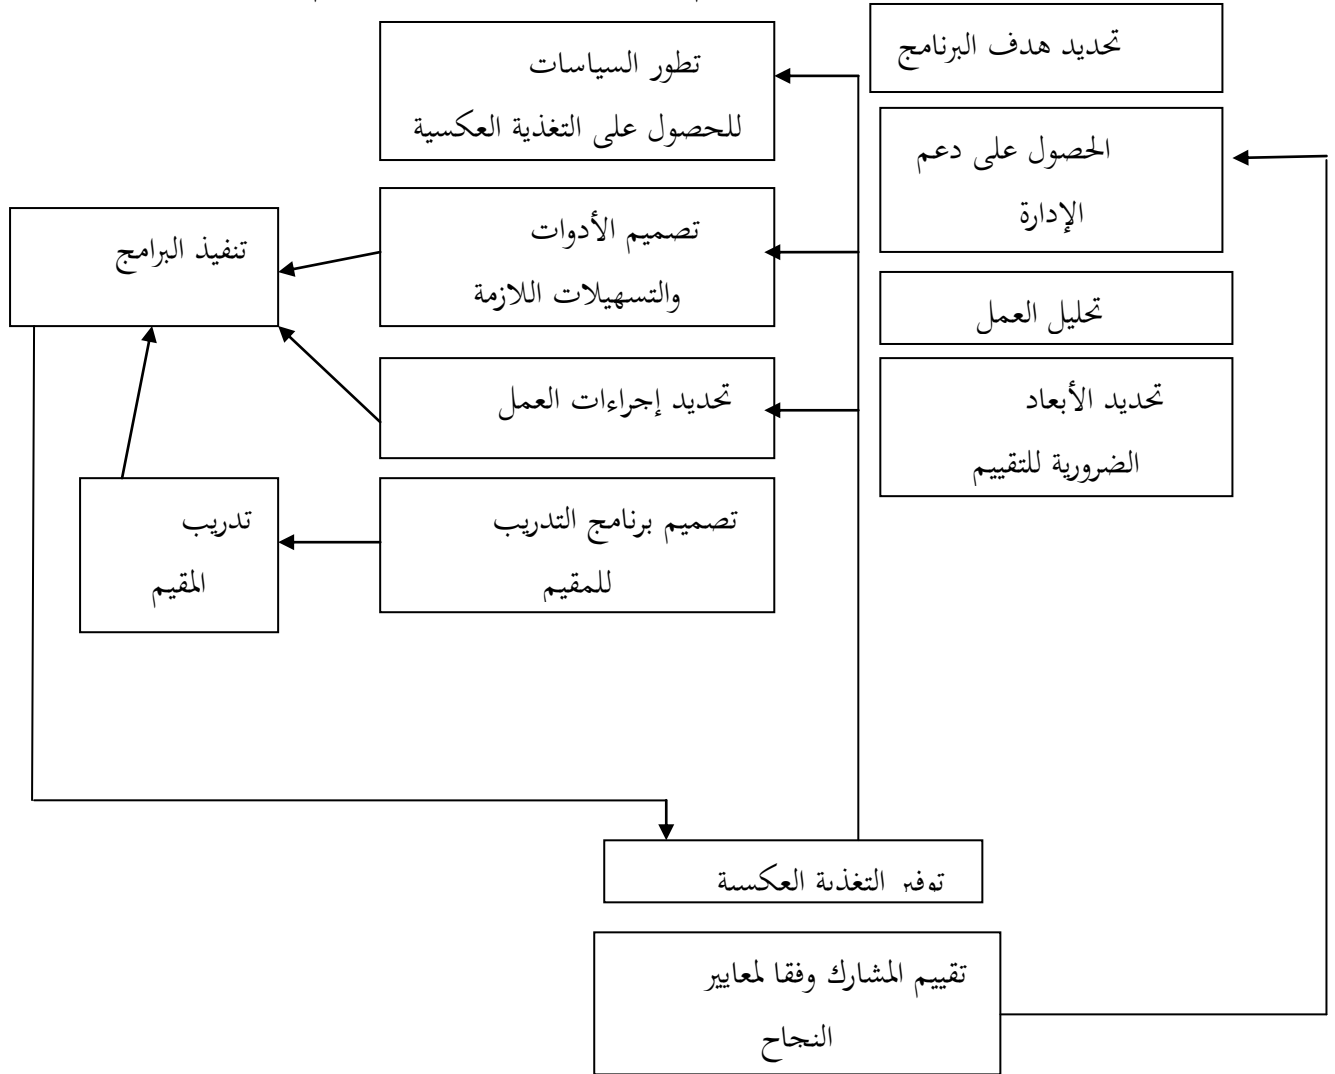 تحديد هدف البرنامج
الحصول على دعم
الإدارة
تحليل العمل
تحديد الأبعاد
الضرورية للتقييم
تطور السياسات
للحصول على التغذية العكسية
تصميم الأدوات
والتسهيلات اللازمة
تحديد إجراءات العمل
تصميم برنامج التدريب
للمقيم
تنفيذ البرامج
تدريب
المقيم
توفير التغذية العكسية
تقييم المشارك وفقا لمعايير
النجاح